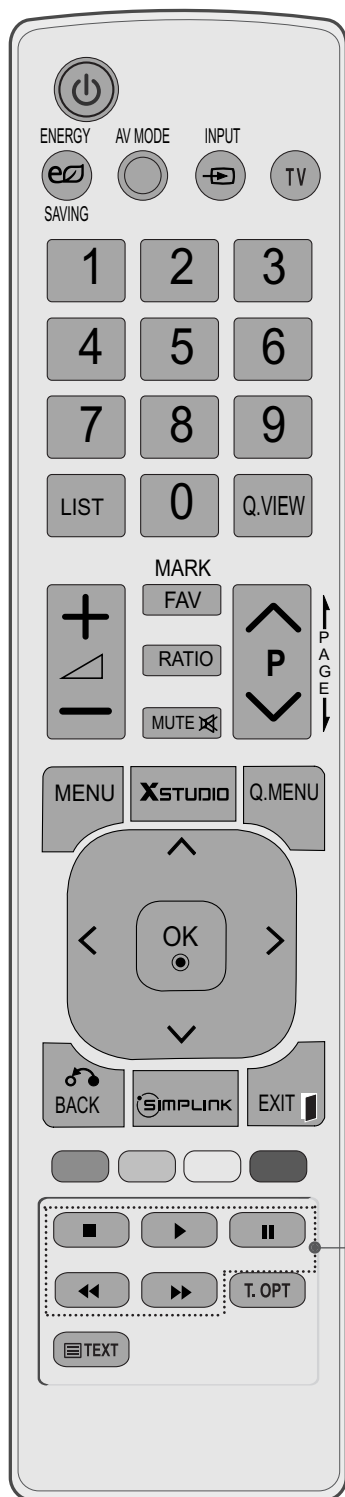 ENERGY AV MODE INPUT
TV
SAVING
1 2 3
4 5 6
7 8 9
LIST 0 Q.VIEW
MARK
FAV
RATIO
P
PAGE
MUTE
MENU XSTUDIO Q.MENU
OK
BACK SIMPLINK EXIT
T. OPT
TEXT